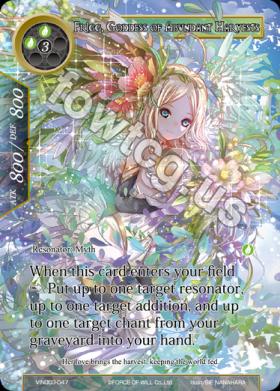 Frigg, Goddess of Abundant Harvests
3
ATK 800/DEF 800
fowtcg.us
Resonator: Myth
When this card enters your field
➔ Put up to one target resonator,
up to one target addition, and up
to one target chant from your
graveyard into your hand.
Her love brings the harvest, keeping the world fed.
VIN003-047
©FORCE OF WILL Co.,Ltd.
Illust/BE NANAHARA